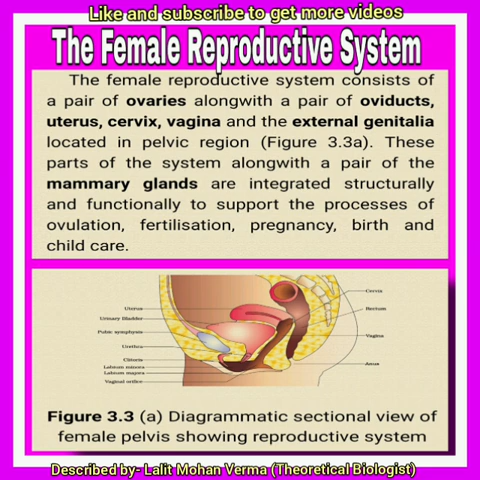 Like and subscribe to get more videos
The Female Reproductive System
The female reproductive system consists of
a pair of ovaries alongwith a pair of oviducts,
uterus, cervix, vagina and the external genitalia
located in pelvic region (Figure 3.3a). These
parts of the system alongwith a pair of the
mammary glands are integrated structurally
and functionally to support the processes of
ovulation, fertilisation, pregnancy, birth and
child care.
Uterus
Urinary Bladder
Pubic symphysis
Urethra
Clitoris
Labium minora
Labium majora
Vaginal orifice
Cervix
Rectum
Vagina
Anus
Figure 3.3 (a) Diagrammatic sectional view of
female pelvis showing reproductive system
Described by- Lalit Mohan Verma (Theoretical Biologist)